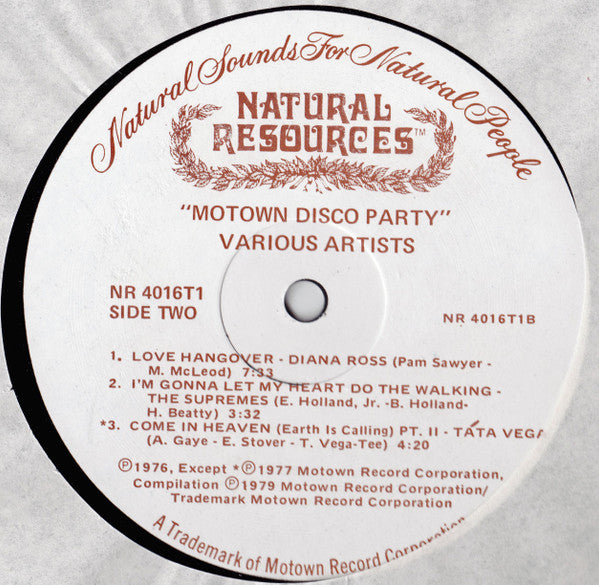 Natural Sounds For Natural People
NATURAL
RESOURCES™
"MOTOWN DISCO PARTY"
VARIOUS ARTISTS
NR 4016T1
SIDE TWO
NR 4016T1B
1. LOVE HANGOVER - DIANA ROSS (Pam Sawyer -
M. McLeod) 7:33
2. I'M GONNA LET MY HEART DO THE WALKING -
THE SUPREMES (E. Holland, Jr. -B. Holland-
H. Beatty) 3:32
*3. COME IN HEAVEN (Earth Is Calling) PT. II - TÁTA VEGA
(A. Gaye - E. Stover - T. Vega-Tee) 4:20
℗1976, Except *℗1977 Motown Record Corporation,
Compilation ℗1979 Motown Record Corporation/
Trademark Motown Record Corporation
A Trademark of Motown Record Corporation